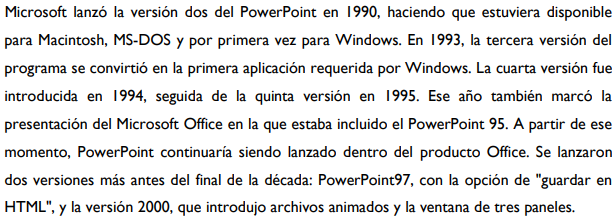 Microsoft lanzó la versión dos del PowerPoint en 1990, haciendo que estuviera disponible
para Macintosh, MS-DOS y por primera vez para Windows. En 1993, la tercera versión del
programa se convirtió en la primera aplicación requerida por Windows. La cuarta versión fue
introducida en 1994, seguida de la quinta versión en 1995. Ese año también marcó la
presentación del Microsoft Office en la que estaba incluido el PowerPoint 95. A partir de ese
momento, PowerPoint continuaría siendo lanzado dentro del producto Office. Se lanzaron
dos versiones más antes del final de la década: PowerPoint97, con la opción de "guardar en
HTML", y la versión 2000, que introdujo archivos animados y la ventana de tres paneles.